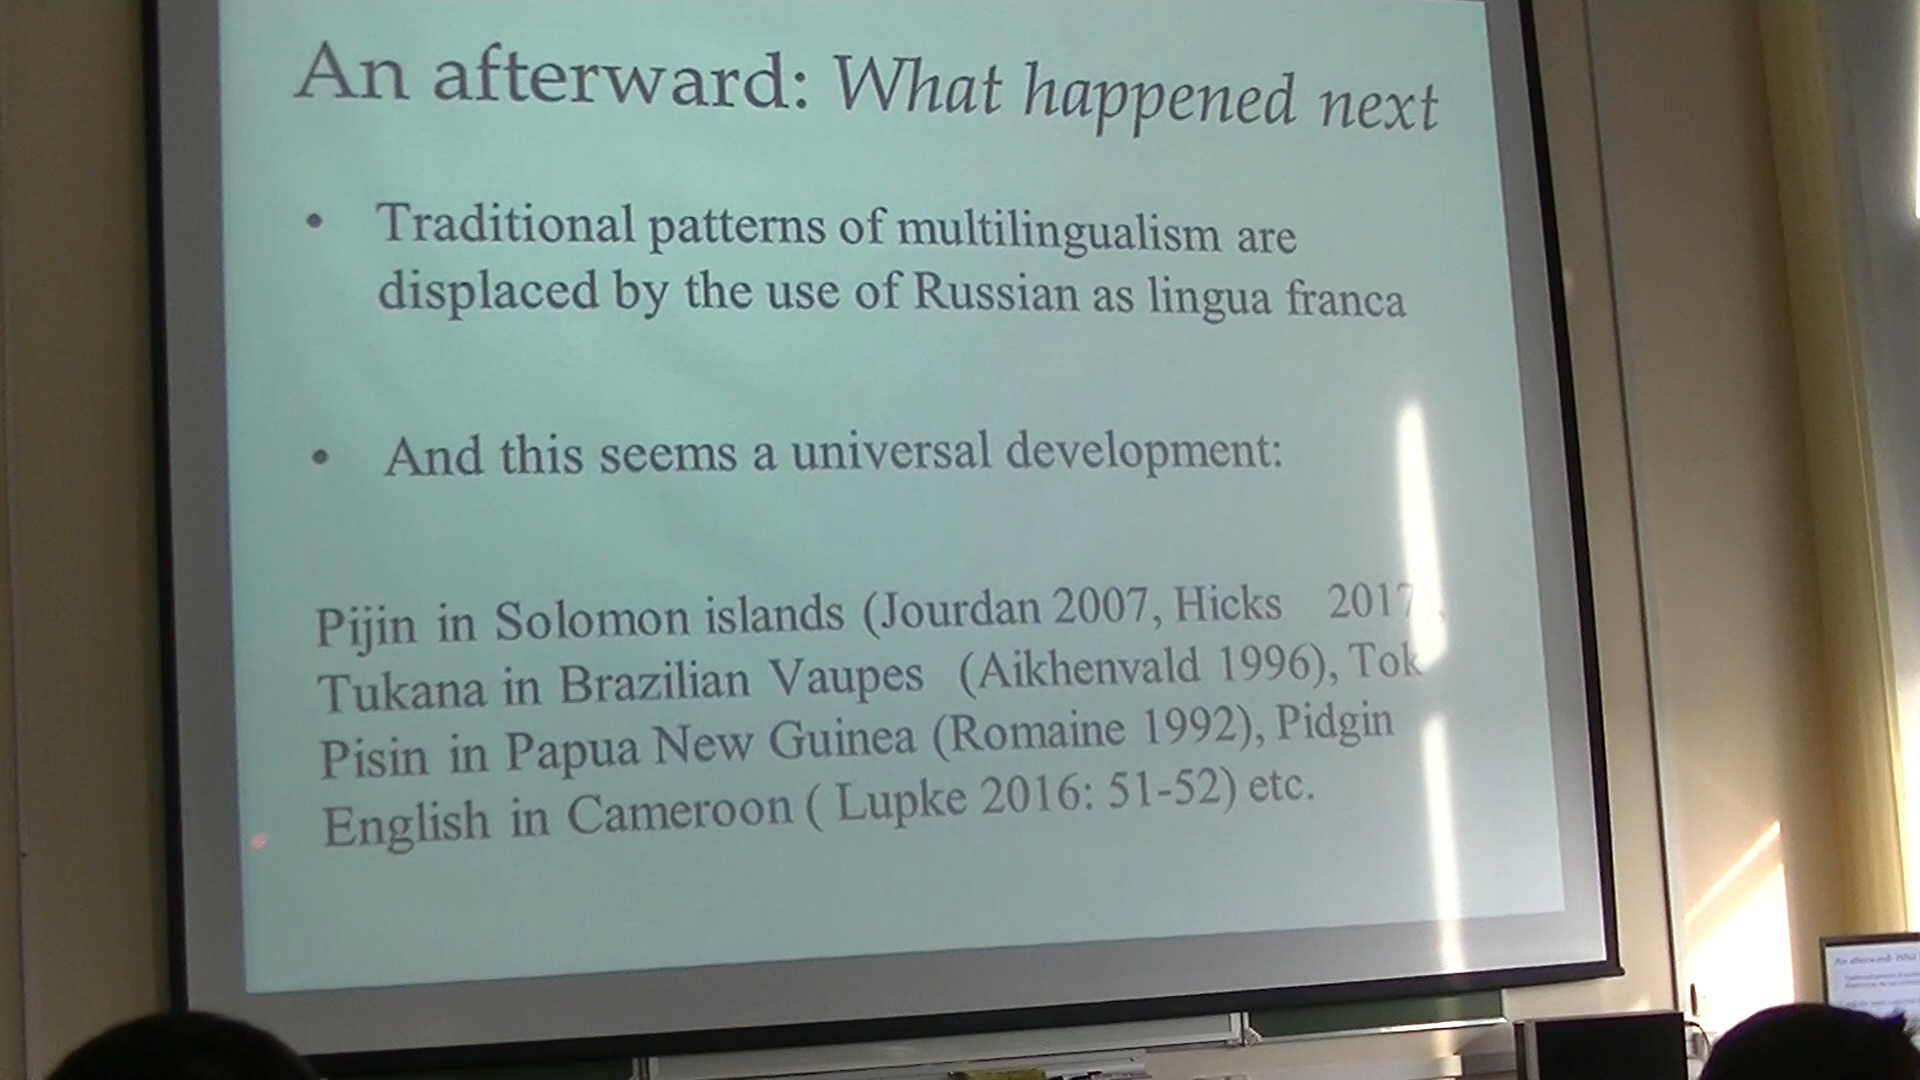 An afterward: What happened next
• Traditional patterns of multilingualism are
displaced by the use of Russian as lingua franca
• And this seems a universal development:
Pijin in Solomon islands (Jourdan 2007, Hicks 2017),
Tukana in Brazilian Vaupes (Aikhenvald 1996), Tok
Pisin in Papua New Guinea (Romaine 1992), Pidgin
English in Cameroon ( Lupke 2016: 51-52) etc.